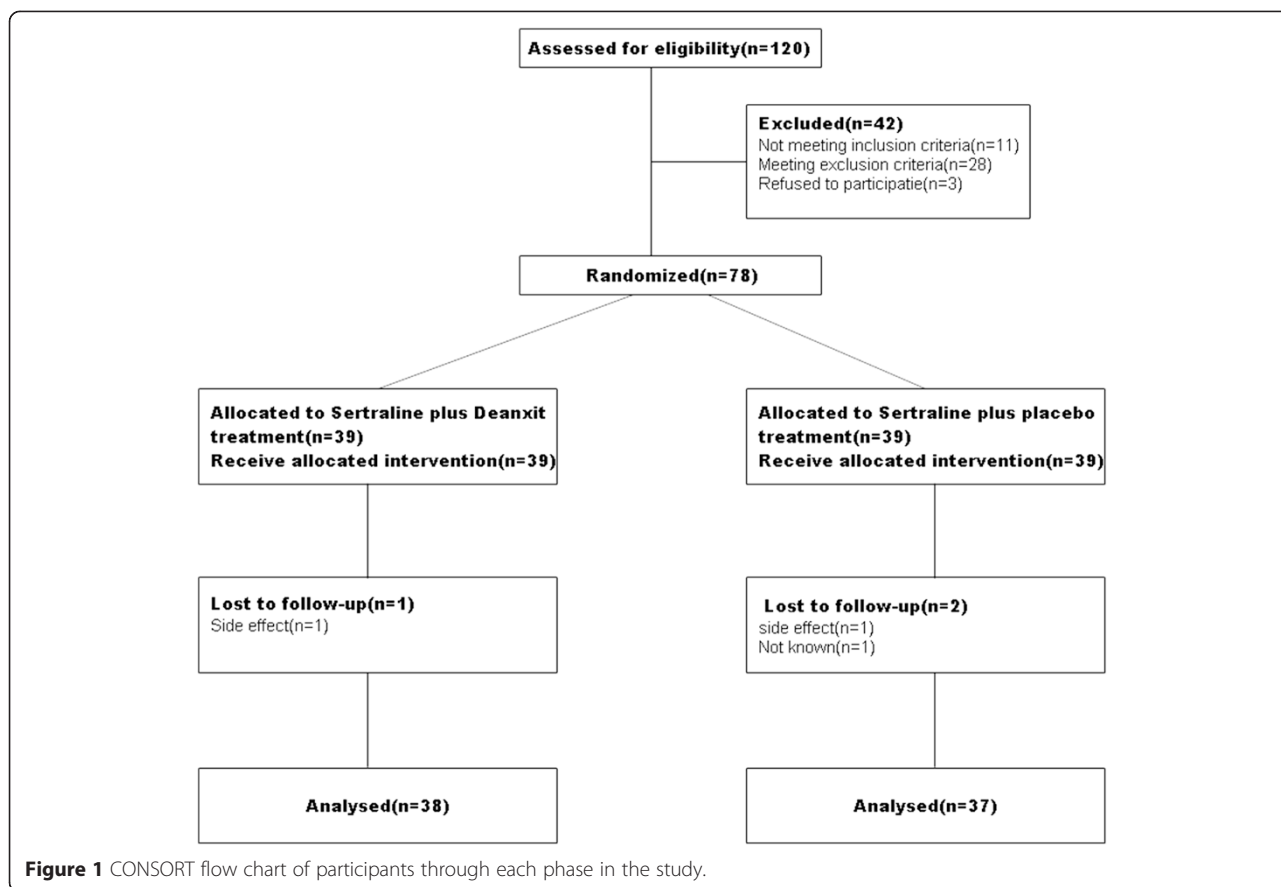 Assessed for eligibility(n=120)
Excluded(n=42)
Not meeting inclusion criteria(n=11)
Meeting exclusion criteria(n=28)
Refused to participatie(n=3)
Randomized(n=78)
Allocated to Sertraline plus Deanxit
treatment(n=39)
Receive allocated intervention(n=39)
Allocated to Sertraline plus placebo
treatment(n=39)
Receive allocated intervention(n=39)
Lost to follow-up(n=1)
Side effect(n=1)
Lost to follow-up(n=2)
side effect(n=1)
Not known(n=1)
Analysed(n=38)
Analysed(n=37)
Figure 1 CONSORT flow chart of participants through each phase in the study.